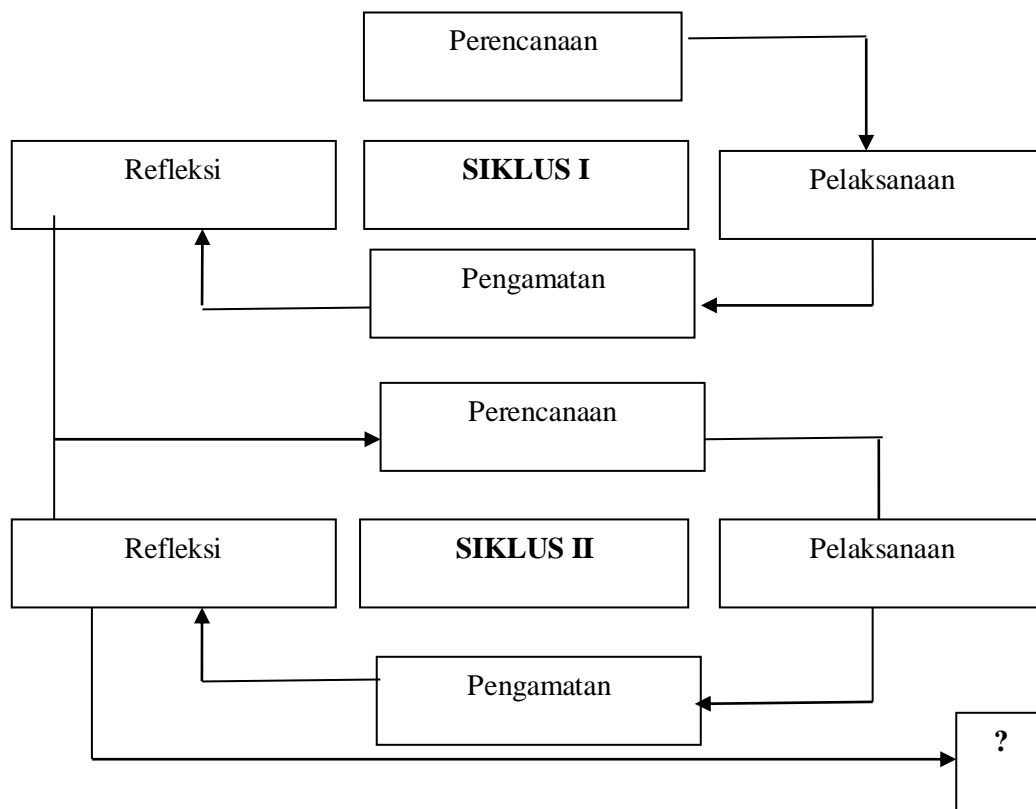 Perencanaan
Refleksi
SIKLUS I
Pelaksanaan
Pengamatan
Perencanaan
Refleksi
SIKLUS II
Pelaksanaan
Pengamatan
?